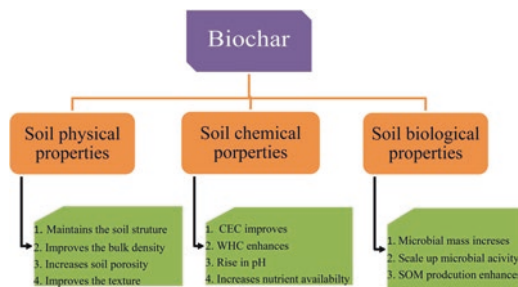 Biochar
Soil physical
properties
Soil chemical
porperties
Soil biological
properties
1. Maintains the soil struture
2. Improves the bulk density
3. Increases soil porosity
4. Improves the texture
1. CEC improves
2. WHC enhances
3. Rise in pH
4. Increases nutrient availabilty
1. Microbial mass increses
2. Scale up microbial acivity
3. SOM prodcution enhances